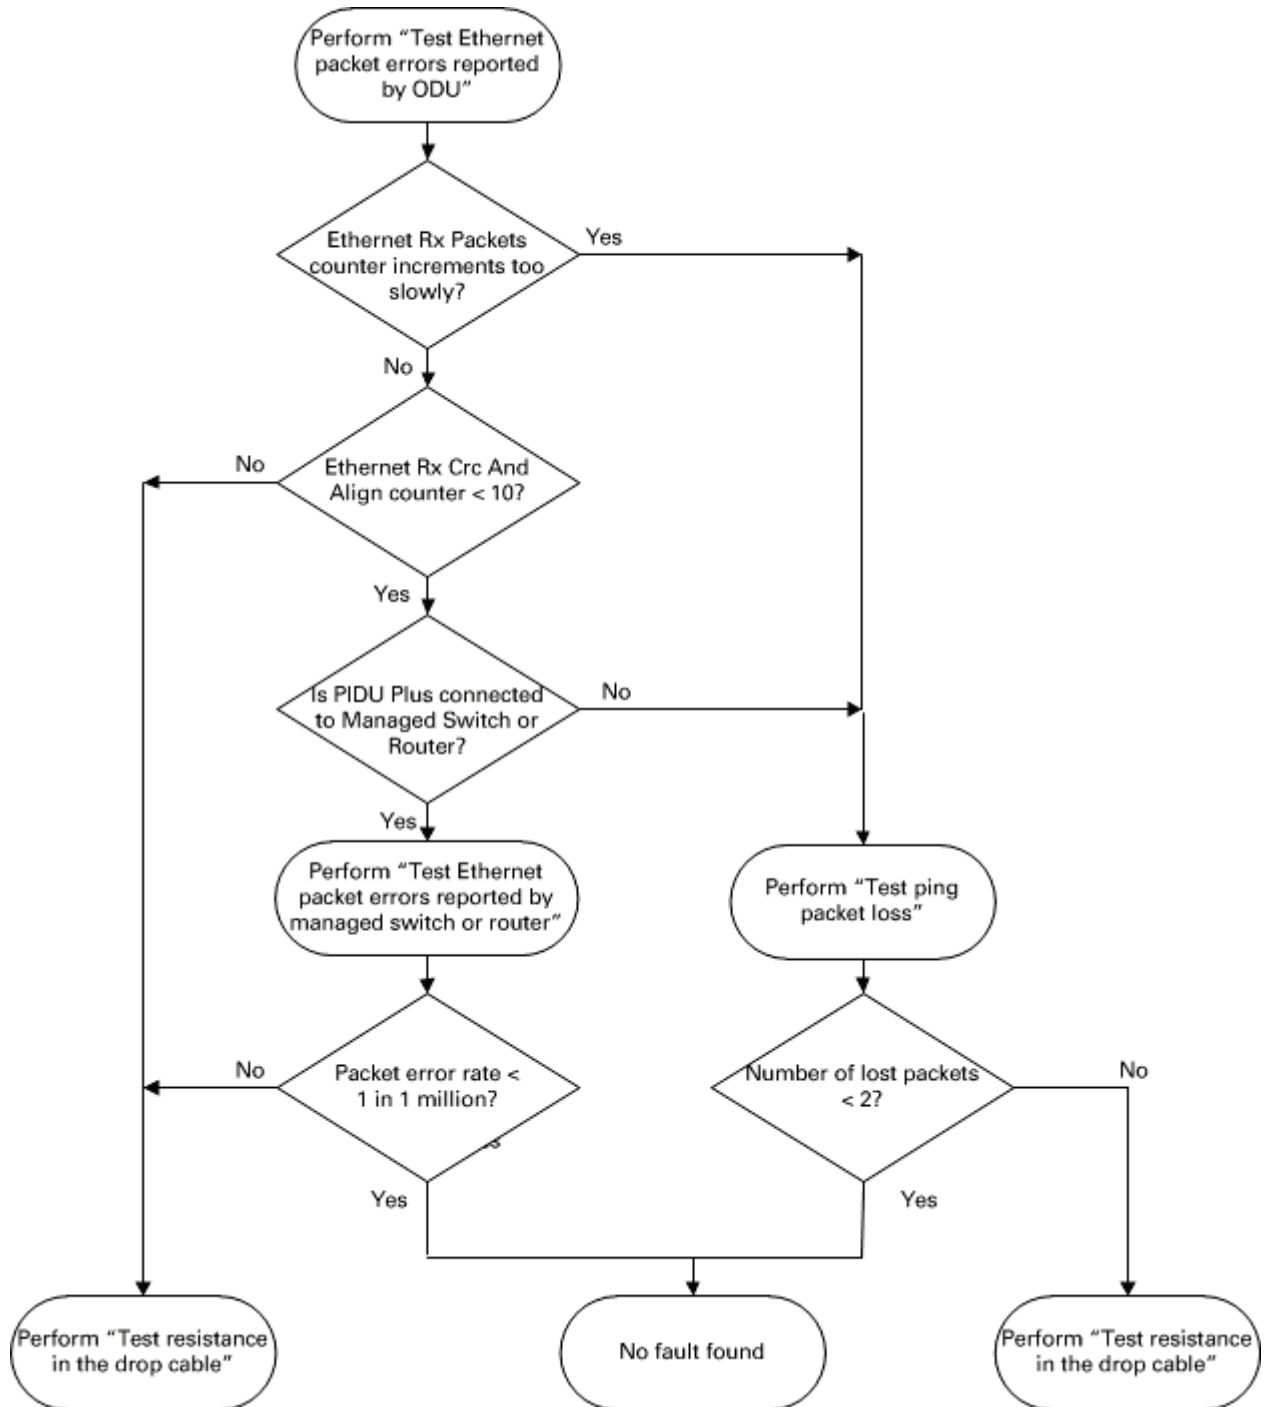 Perform “Test Ethernet
packet errors reported
by ODU”
Ethernet Rx Packets
counter increments too
slowly?
Yes
No
Ethernet Rx Crc And
Align counter < 10?
No
Yes
Is PIDU Plus connected
to Managed Switch or
Router?
No
Yes
Perform “Test Ethernet
packet errors reported by
managed switch or router”
Perform “Test ping
packet loss”
Packet error rate <
1 in 1 million?
No
Yes
Number of lost packets
< 2?
No
Yes
Perform “Test resistance
in the drop cable”
No fault found
Perform “Test resistance
in the drop cable”